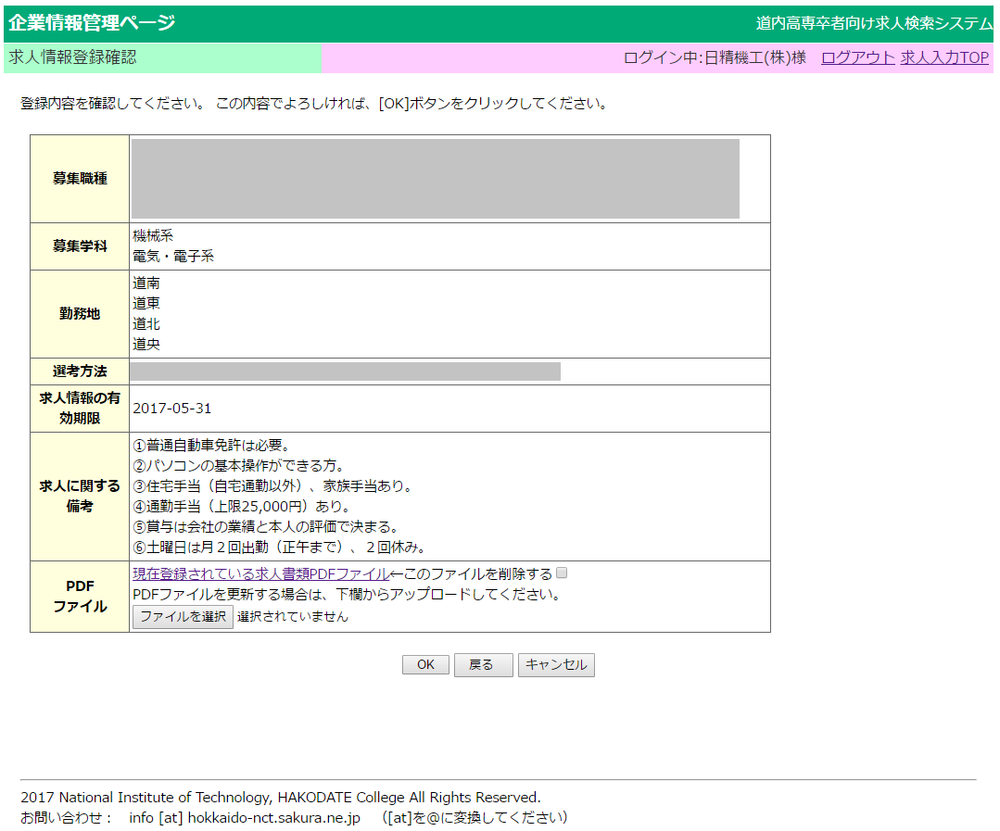 企業情報管理ページ
道内高専卒者向け求人検索システム
求人情報登録確認
ログイン中:日精機工(株)様 ログアウト 求人入力TOP
登録内容を確認してください。 この内容でよろしければ、[OK]ボタンをクリックしてください。
募集職種
募集学科
機械系
電気・電子系
勤務地
道南
道東
道北
道央
選考方法
求人情報の有
効期限
2017-05-31
求人に関する
備考
①普通自動車免許は必要。
②パソコンの基本操作ができる方。
③住宅手当（自宅通勤以外）、家族手当あり。
④通勤手当（上限25,000円）あり。
⑤賞与は会社の業績と本人の評価で決まる。
⑥土曜日は月２回出勤（正午まで）、２回休み。
PDF
ファイル
現在登録されている求人書類PDFファイル←このファイルを削除する
PDFファイルを更新する場合は、下欄からアップロードしてください。
ファイルを選択 選択されていません
OK 戻る キャンセル
2017 National Institute of Technology, HAKODATE College All Rights Reserved.
お問い合わせ： info [at] hokkaido-nct.sakura.ne.jp （[at]を@に変換してください）